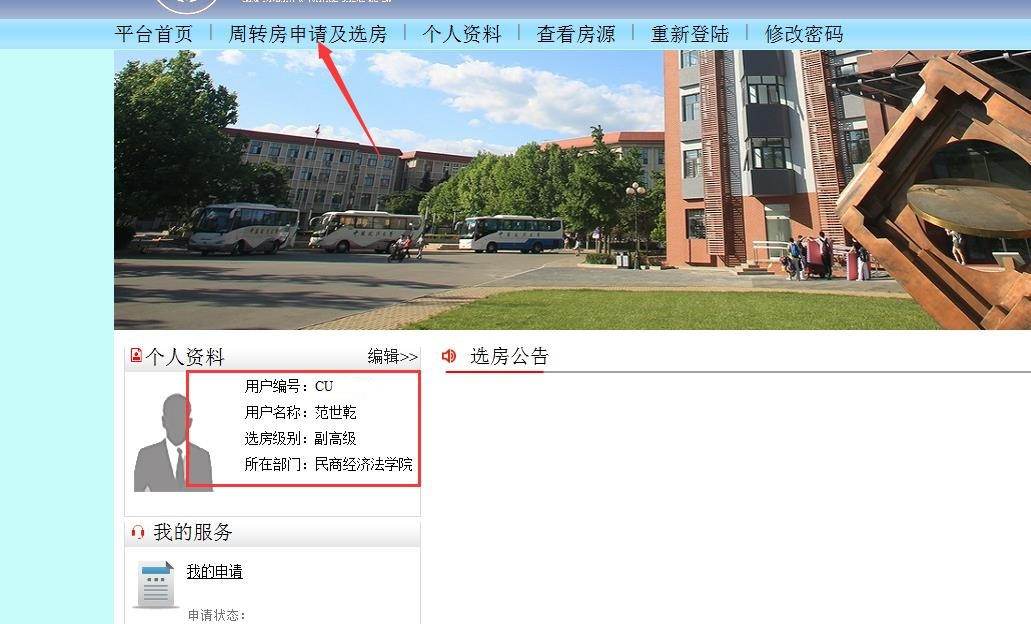 平台首页 | 周转房申请及选房 | 个人资料 | 查看房源 | 重新登陆 | 修改密码
个人资料 编辑>>
用户编号：CU
用户名称：范世乾
选房级别：副高级
所在部门：民商经济法学院
选房公告
我的服务
我的申请
申请状态：